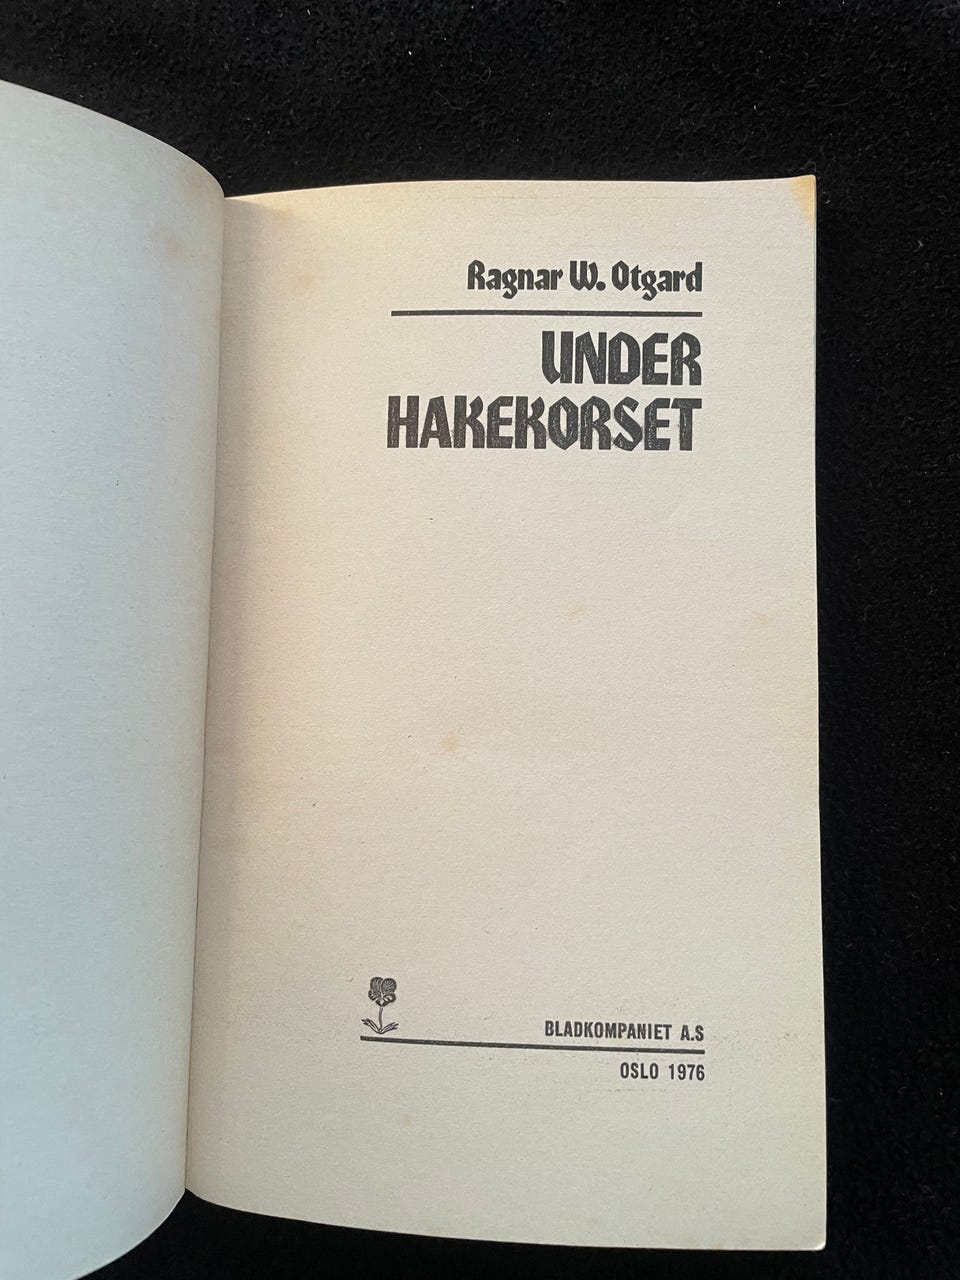 Ragnar W. Otgard
UNDER
HAKEKORSET
BLADKOMPANIET A.S
OSLO 1976